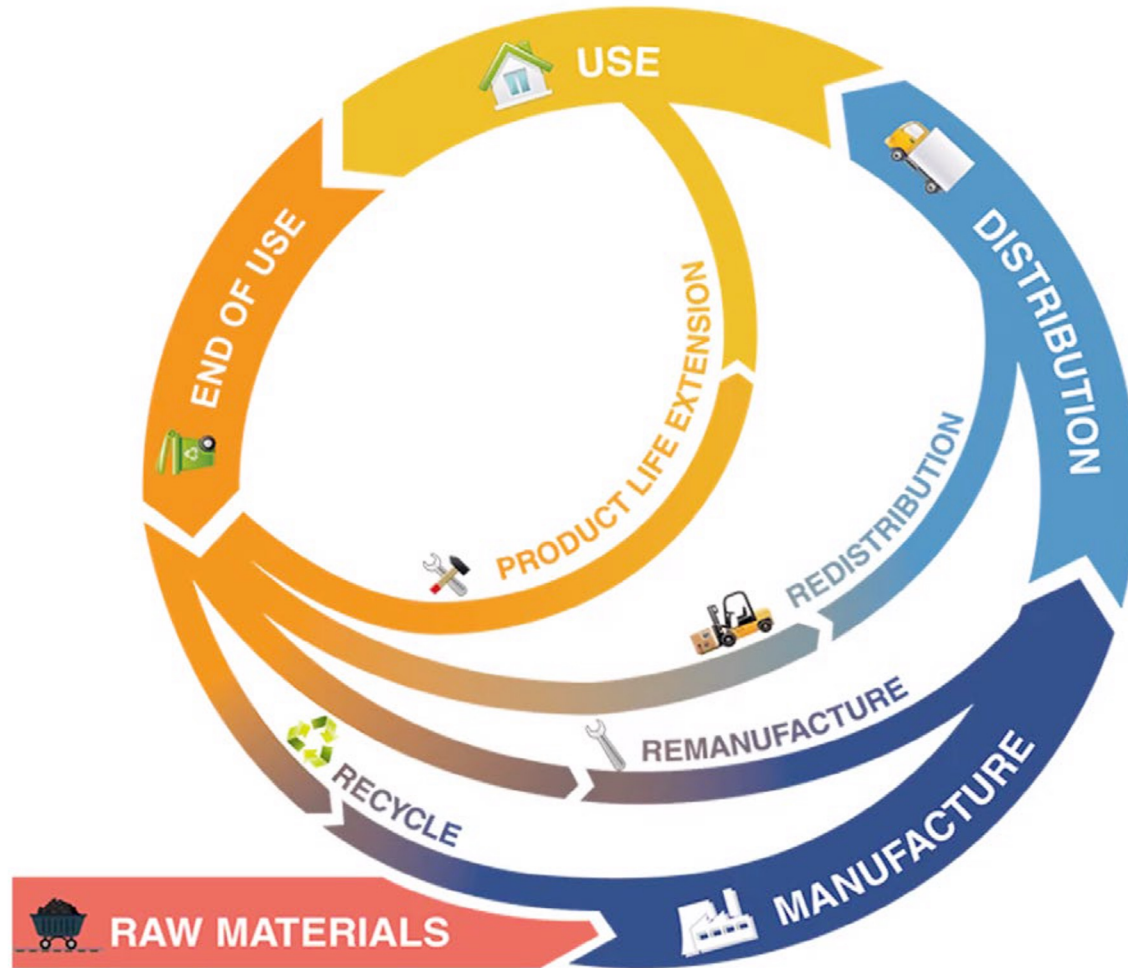 USE
DISTRIBUTION
END OF USE
PRODUCT LIFE EXTENSION
REDISTRIBUTION
REMANUFACTURE
RECYCLE
MANUFACTURE
RAW MATERIALS